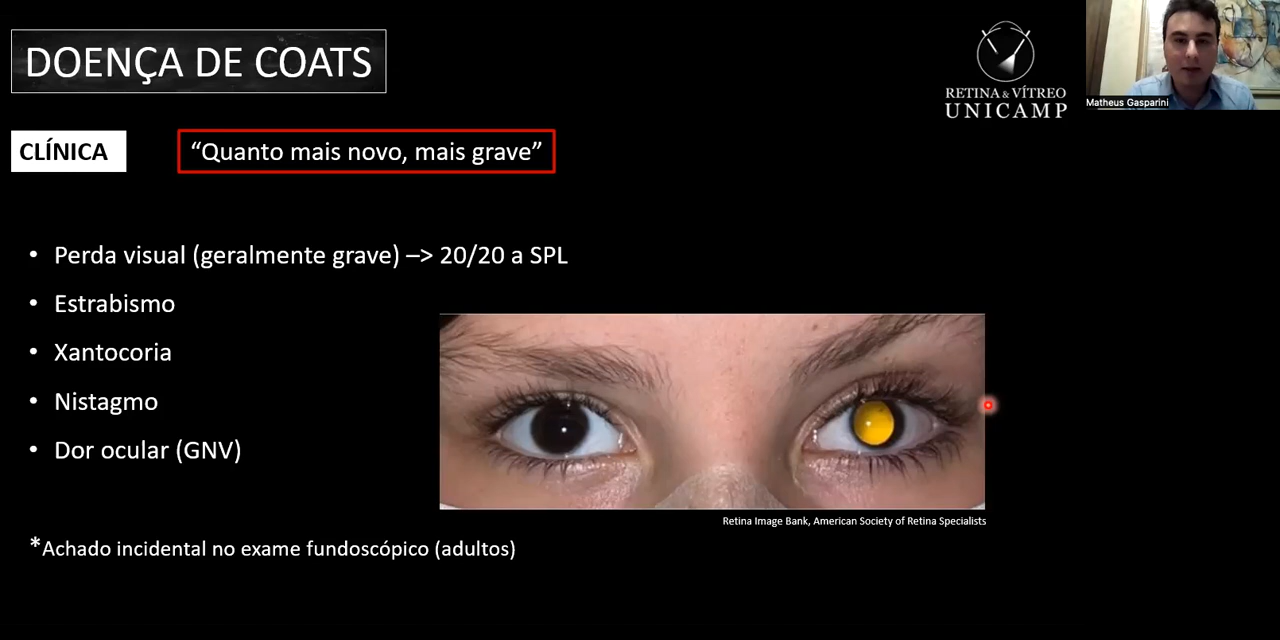 DOENÇA DE COATS
RETINA & VÍTREO
UNICAMP
Matheus Gasparini
CLÍNICA
“Quanto mais novo, mais grave”
• Perda visual (geralmente grave) –> 20/20 a SPL
• Estrabismo
• Xantocoria
• Nistagmo
• Dor ocular (GNV)
Retina Image Bank, American Society of Retina Specialists
*Achado incidental no exame fundoscópico (adultos)